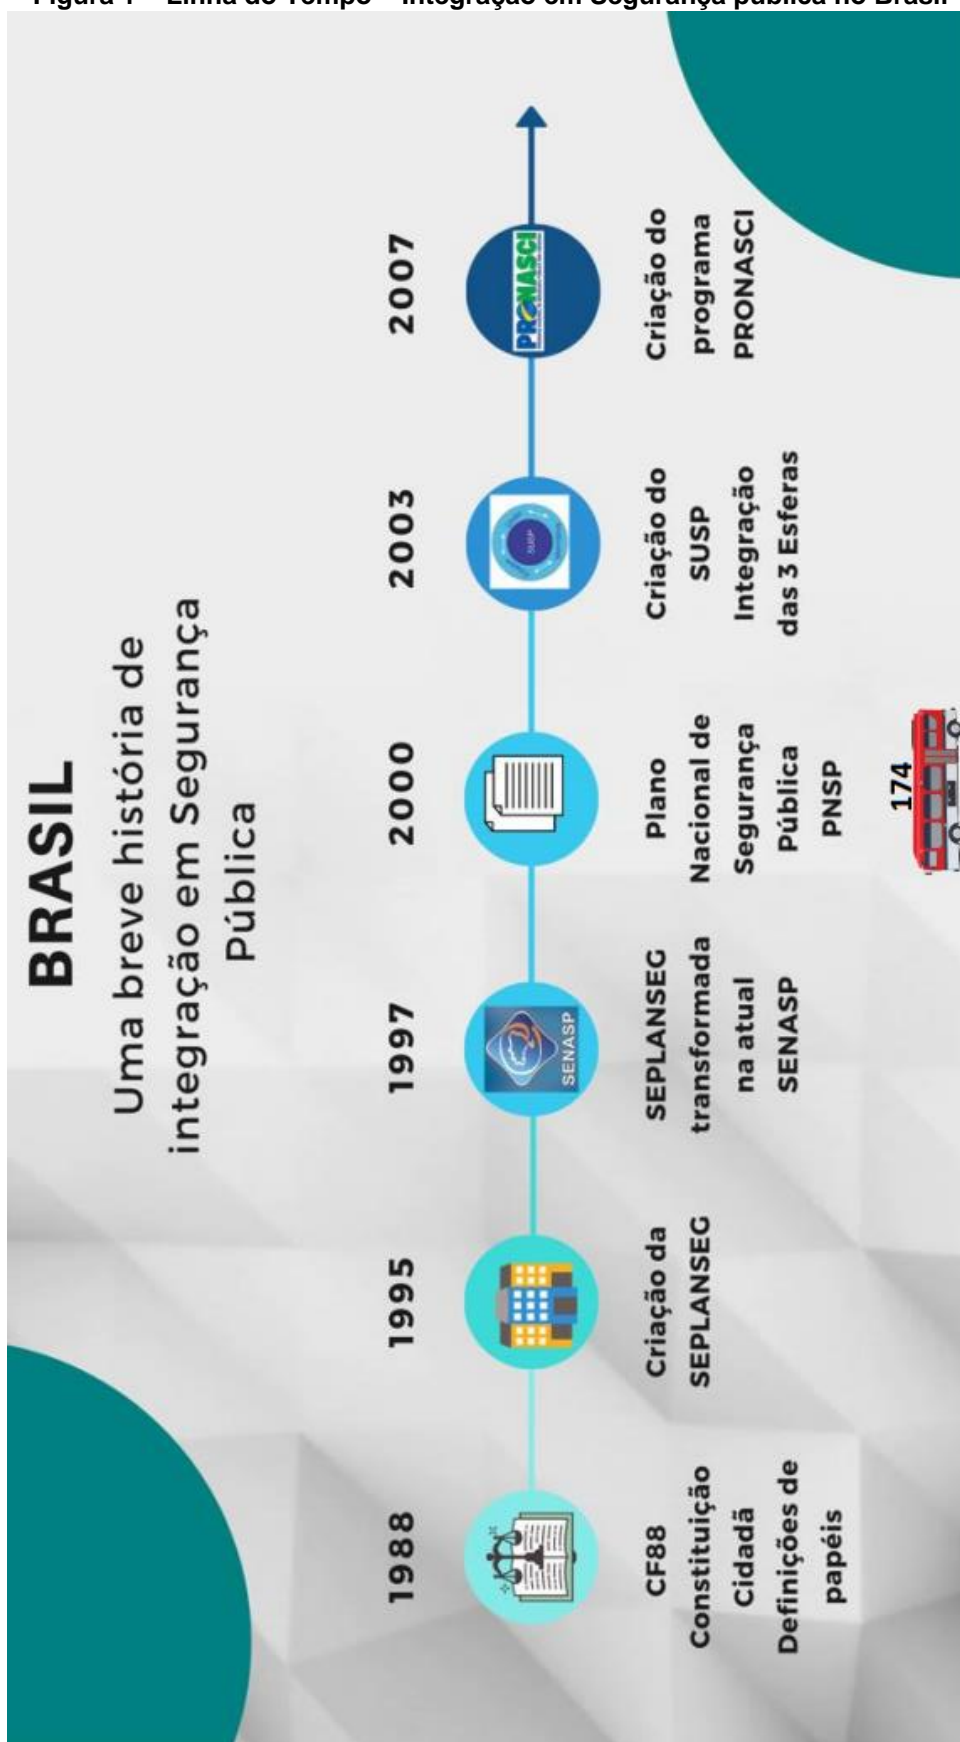 Figura 1 – Linha do Tempo – Integração em Segurança pública no Brasil
BRASIL
Uma breve história de
integração em Segurança
Pública
1988
CF88
Constituição
Cidadã
Definições de
papéis
1995
Criação da
SEPLANSEG
1997
SENASP
SEPLANSEG
transformada
na atual
SENASP
2000
Plano
Nacional de
Segurança
Pública
PNSP
174
2003
SUSP
Criação do
SUSP
Integração
das 3 Esferas
2007
PRONASCI
Criação do
programa
PRONASCI